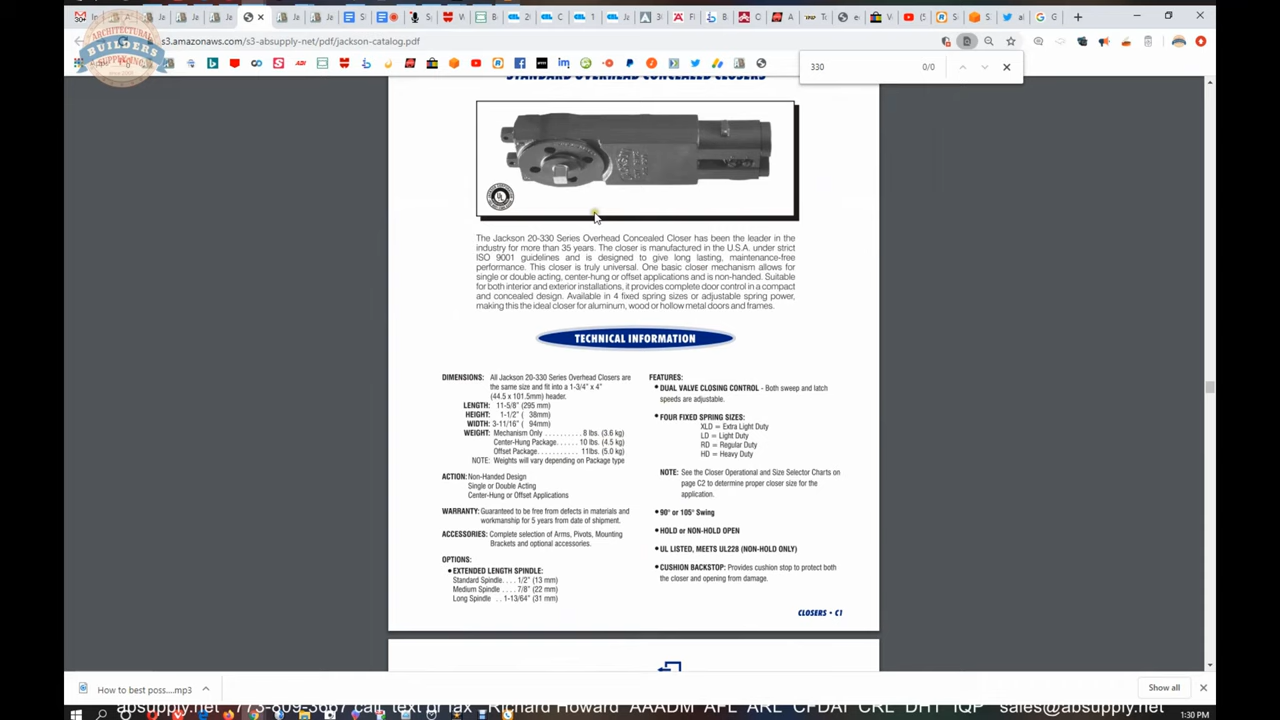 s3.amazonaws.com/s3-absupply-net/pdf/jackson-catalog.pdf
330
0/0
ARCHITECTURAL
BUILDERS
SUPPLY INC.
STANDARD OVERHEAD CONCEALED CLOSERS
The Jackson 20-330 Series Overhead Concealed Closer has been the leader in the
industry for more than 35 years. The closer is manufactured in the U.S.A. under strict
ISO 9001 guidelines and is designed to give long lasting, maintenance-free
performance. This closer is truly universal. One basic closer mechanism allows for
single or double acting, center-hung or offset applications and is non-handed. Suitable
for both interior and exterior installations, it provides complete door control in a compact
and concealed design. Available in 4 fixed spring sizes or adjustable spring power,
making this the ideal closer for aluminum, wood or hollow metal doors and frames.
TECHNICAL INFORMATION
DIMENSIONS: All Jackson 20-330 Series Overhead Closers are
the same size and fit into a 1-3/4" x 4"
(44.5 x 101.5mm) header.
LENGTH: 11-5/8" (295 mm)
HEIGHT: 1-1/2" ( 38mm)
WIDTH: 3-11/16" ( 94mm)
WEIGHT: Mechanism Only . . . . . . . . . . 8 lbs. (3.6 kg)
Center-Hung Package. . . . . . 10 lbs. (4.5 kg)
Offset Package. . . . . . . . . . . 11lbs. (5.0 kg)
NOTE: Weights will vary depending on Package type
ACTION: Non-Handed Design
Single or Double Acting
Center-Hung or Offset Applications
WARRANTY: Guaranteed to be free from defects in materials and
workmanship for 5 years from date of shipment.
ACCESSORIES: Complete selection of Arms, Pivots, Mounting
Brackets and optional accessories.
OPTIONS:
• EXTENDED LENGTH SPINDLE:
Standard Spindle. . . . 1/2" (13 mm)
Medium Spindle . . . . 7/8" (22 mm)
Long Spindle . . 1-13/64" (31 mm)
FEATURES:
• DUAL VALVE CLOSING CONTROL - Both sweep and latch
speeds are adjustable.
• FOUR FIXED SPRING SIZES:
XLD = Extra Light Duty
LD = Light Duty
RD = Regular Duty
HD = Heavy Duty
NOTE: See the Closer Operational and Size Selector Charts on
page C2 to determine proper closer size for the
application.
• 90° or 105° Swing
• HOLD or NON-HOLD OPEN
• UL LISTED, MEETS UL228 (NON-HOLD ONLY)
• CUSHION BACKSTOP: Provides cushion stop to protect both
the closer and opening from damage.
CLOSERS • C1
How to best poss....mp3
Show all
absupply.net 773-809-3667 call, text or fax Richard Howard AAADM AFL ARL CFDAI CRL DHT IQP sales@absupply.net
1:30 PM